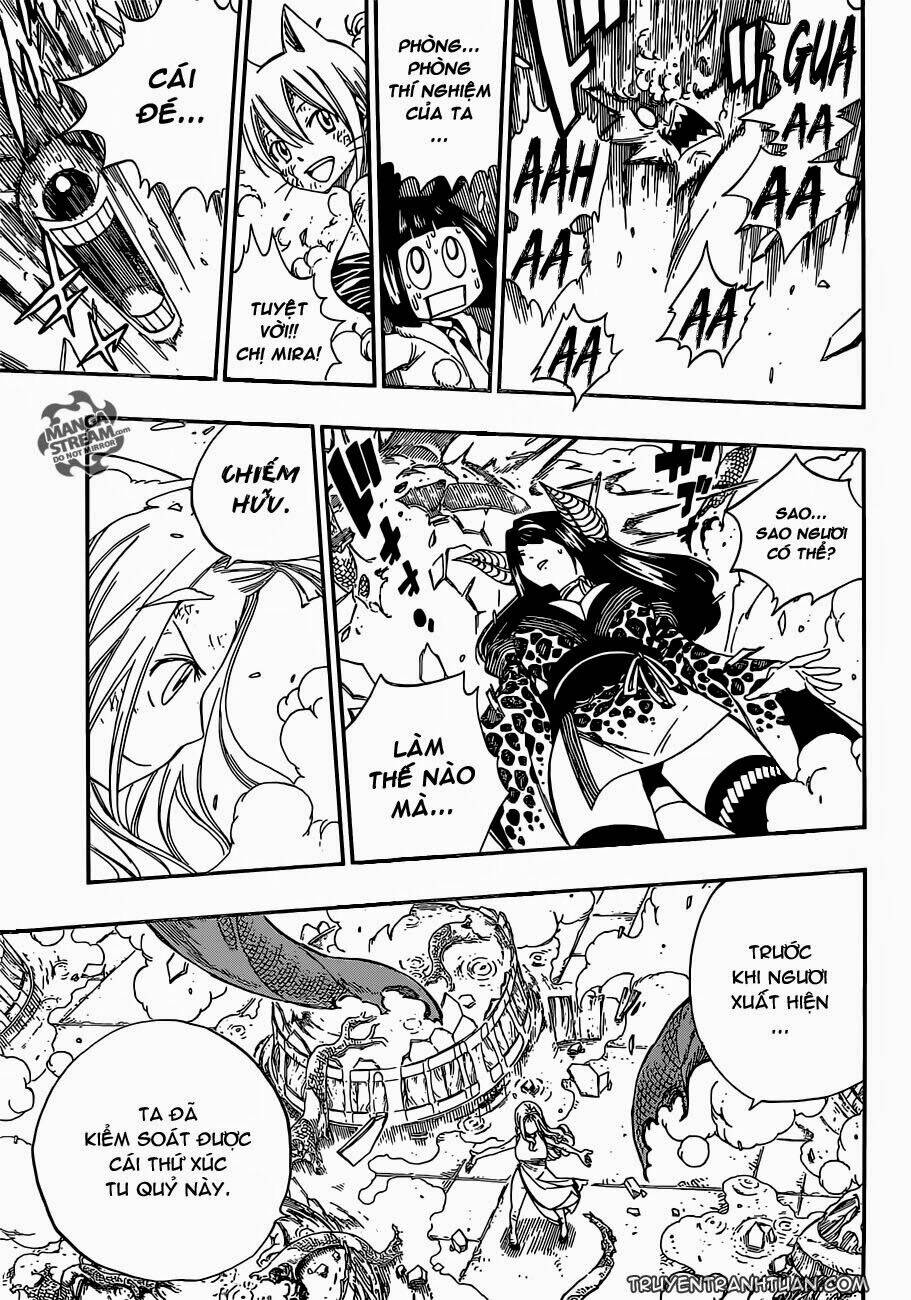 GUA
AA
AA
AA
AA
AAH
AA
AA
PHÒNG...
PHÒNG
THÍ NGHIỆM
CỦA TA
...
TUYỆT
VỜI!!
CHỊ MIRA!
CÁI
ĐÉ...
SAO...
SAO NGƯƠI
CÓ THỂ?
LÀM
THẾ NÀO
MÀ...
CHIẾM
HỮU.
MANGA
STREAM.com
DO NOT MIRROR
TRƯỚC
KHI NGƯƠI
XUẤT HIỆN
...
TA ĐÃ
KIỂM SOÁT ĐƯỢC
CÁI THỨ XÚC
TU QUỶ NÀY.
TRUYENTRANHTUAN.COM